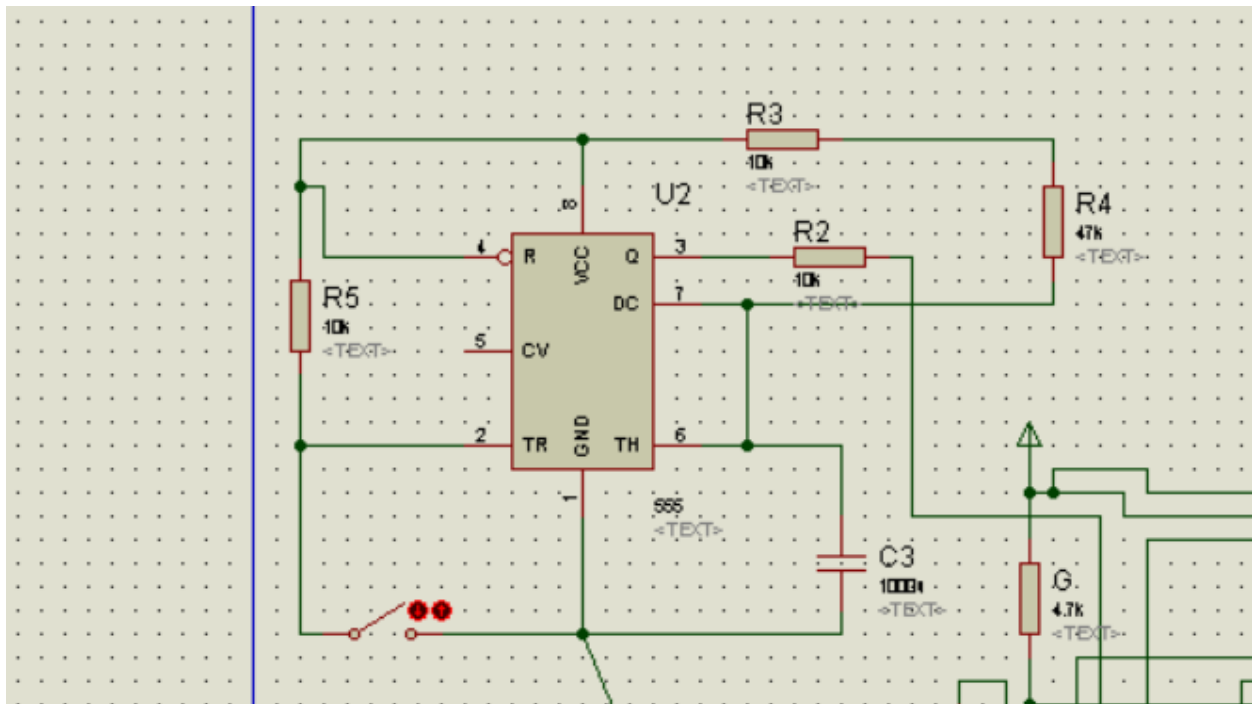 R3
10k
<TEXT>
U2
8
R4
47k
<TEXT>
R2
10k
<TEXT>
4
R
VCC
Q
3
DC
7
R5
10k
<TEXT>
5
CV
2
TR
GND
TH
6
1
555
<TEXT>
C3
<TEXT>
G
4.7k
<TEXT>